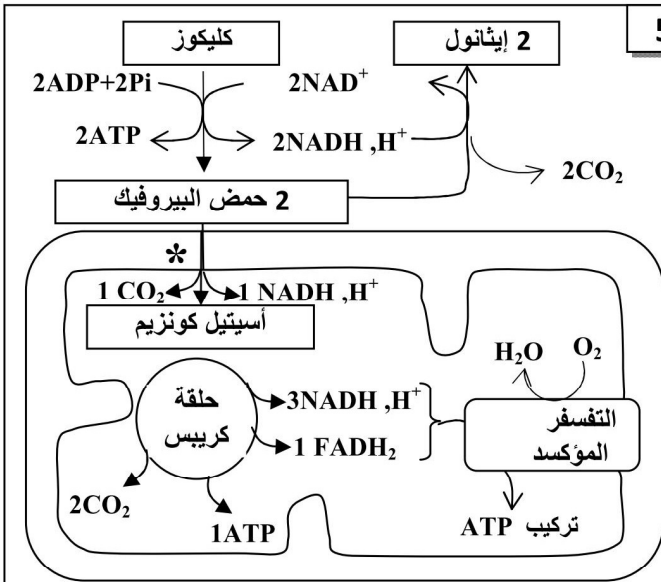 5
كليكوز
2 إيثانول
2ADP+2Pi
2NAD⁺
2ATP
2NADH ,H⁺
2CO₂
2 حمض البيروفيك
*
1 CO₂
1 NADH ,H⁺
أسيتيل كونزيم
H₂O
O₂
حلقة
كريبس
3NADH ,H⁺
1 FADH₂
التفسفر
المؤكسد
2CO₂
1ATP
تركيب ATP